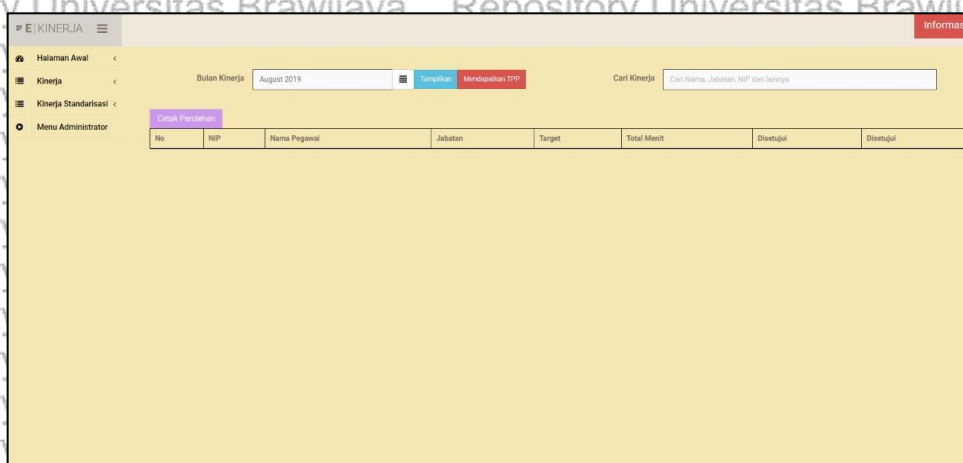 Universitas Brawijaya Repository Universitas Brawij
E|KINERJA
Informas
Halaman Awal
Kinerja
Kinerja Standarisasi
Menu Administrator
Bulan Kinerja August 2019 Tampilkan Mendapatkan TPP Cari Kinerja Cari Nama, Jabatan, NIP dan lainnya
Cetak Perolehan
No NIP Nama Pegawai Jabatan Target Total Menit Disetujui Disetujui